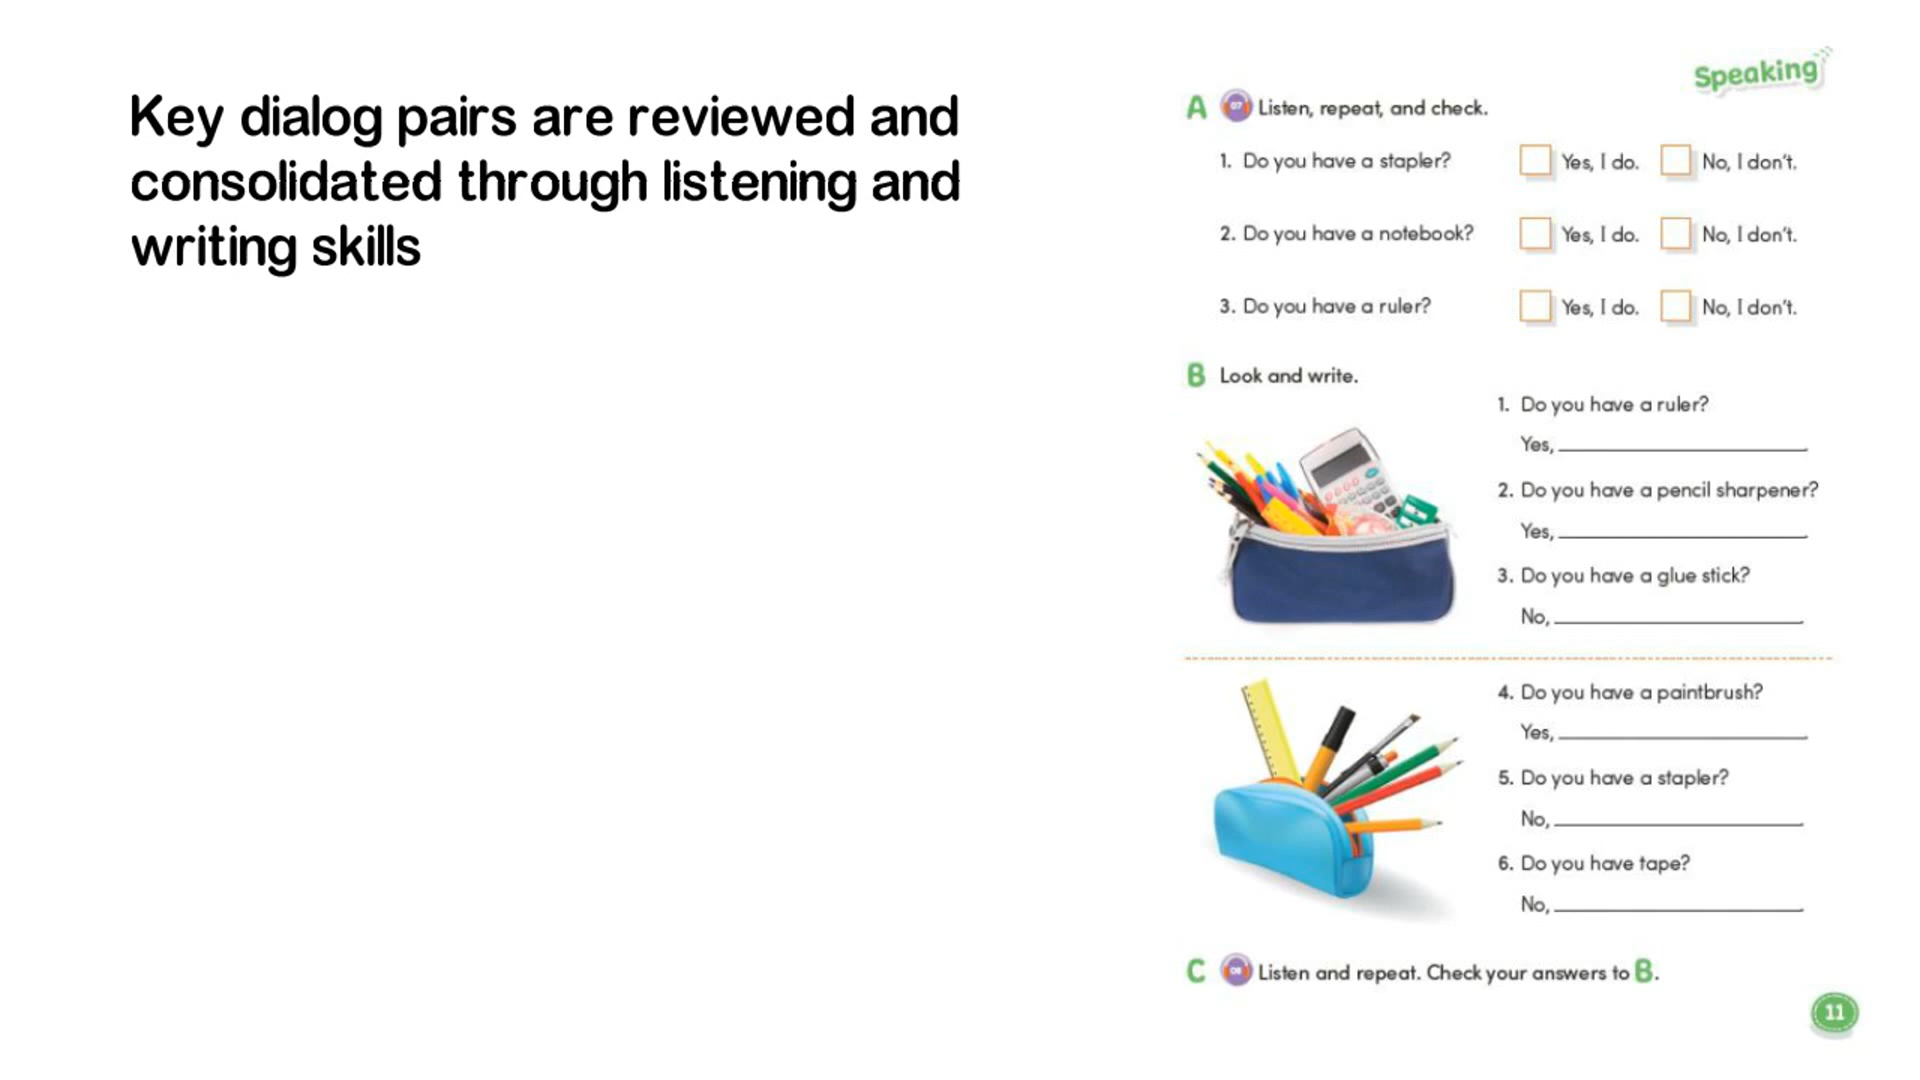 Key dialog pairs are reviewed and
consolidated through listening and
writing skills
Speaking
A 07 Listen, repeat, and check.
1. Do you have a stapler? Yes, I do. No, I don't.
2. Do you have a notebook? Yes, I do. No, I don't.
3. Do you have a ruler? Yes, I do. No, I don't.
B Look and write.
1. Do you have a ruler?
Yes,
2. Do you have a pencil sharpener?
Yes,
3. Do you have a glue stick?
No,
4. Do you have a paintbrush?
Yes,
5. Do you have a stapler?
No,
6. Do you have tape?
No,
C 08 Listen and repeat. Check your answers to B.
11